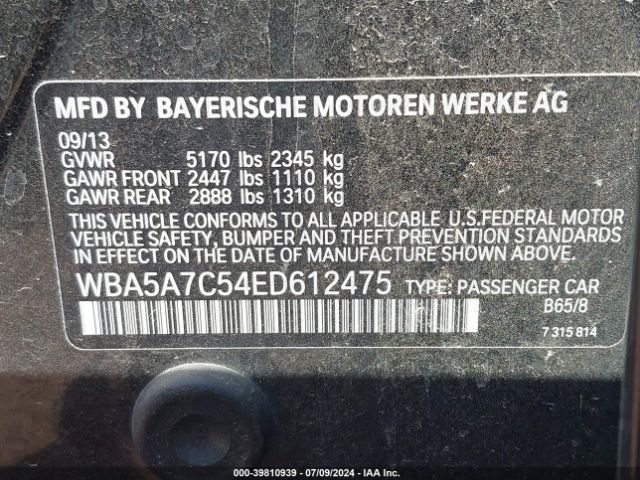 MFD BY BAYERISCHE MOTOREN WERKE AG
09/13
GVWR 5170 lbs 2345 kg
GAWR FRONT 2447 lbs 1110 kg
GAWR REAR 2888 lbs 1310 kg
THIS VEHICLE CONFORMS TO ALL APPLICABLE U.S.FEDERAL MOTOR
VEHICLE SAFETY, BUMPER AND THEFT PREVENTION STANDARDS
IN EFFECT ON THE DATE OF MANUFACTURE SHOWN ABOVE.
WBA5A7C54ED612475 TYPE: PASSENGER CAR
B65/8
7 315 814
000-39810939 - 07/09/2024 - IAA Inc.